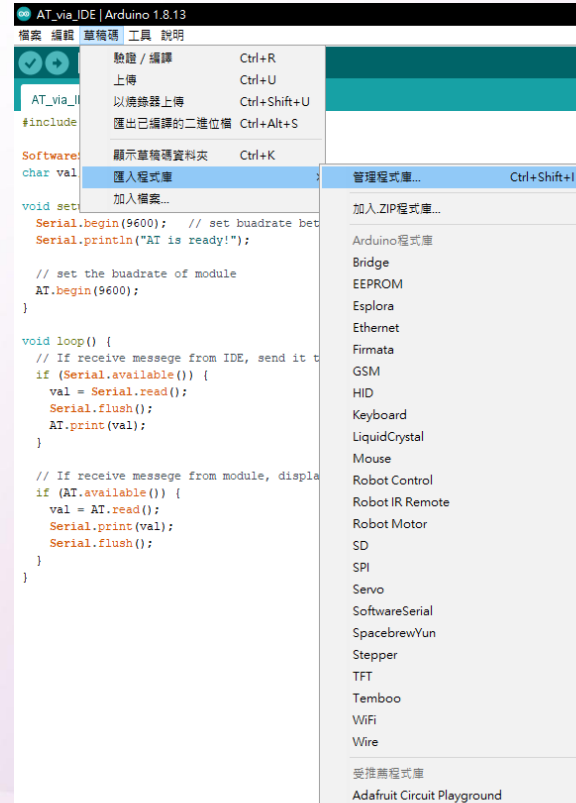 AT_via_IDE | Arduino 1.8.13
檔案 編輯 草稿碼 工具 說明
驗證 / 編譯 Ctrl+R
上傳 Ctrl+U
以燒錄器上傳 Ctrl+Shift+U
匯出已編譯的二進位檔 Ctrl+Alt+S
顯示草稿碼資料夾 Ctrl+K
匯入程式庫
加入檔案...
AT_via_I
#include
Software
char val
void set
Serial.begin(9600); // set buadrate bet
Serial.println("AT is ready!");
// set the buadrate of module
AT.begin(9600);
}
void loop() {
// If receive messege from IDE, send it t
if (Serial.available()) {
val = Serial.read();
Serial.flush();
AT.print(val);
}
// If receive messege from module, displa
if (AT.available()) {
val = AT.read();
Serial.print(val);
Serial.flush();
}
}
管理程式庫... Ctrl+Shift+I
加入.ZIP程式庫...
Arduino程式庫
Bridge
EEPROM
Esplora
Ethernet
Firmata
GSM
HID
Keyboard
LiquidCrystal
Mouse
Robot Control
Robot IR Remote
Robot Motor
SD
SPI
Servo
SoftwareSerial
SpacebrewYun
Stepper
TFT
Temboo
WiFi
Wire
受推薦程式庫
Adafruit Circuit Playground